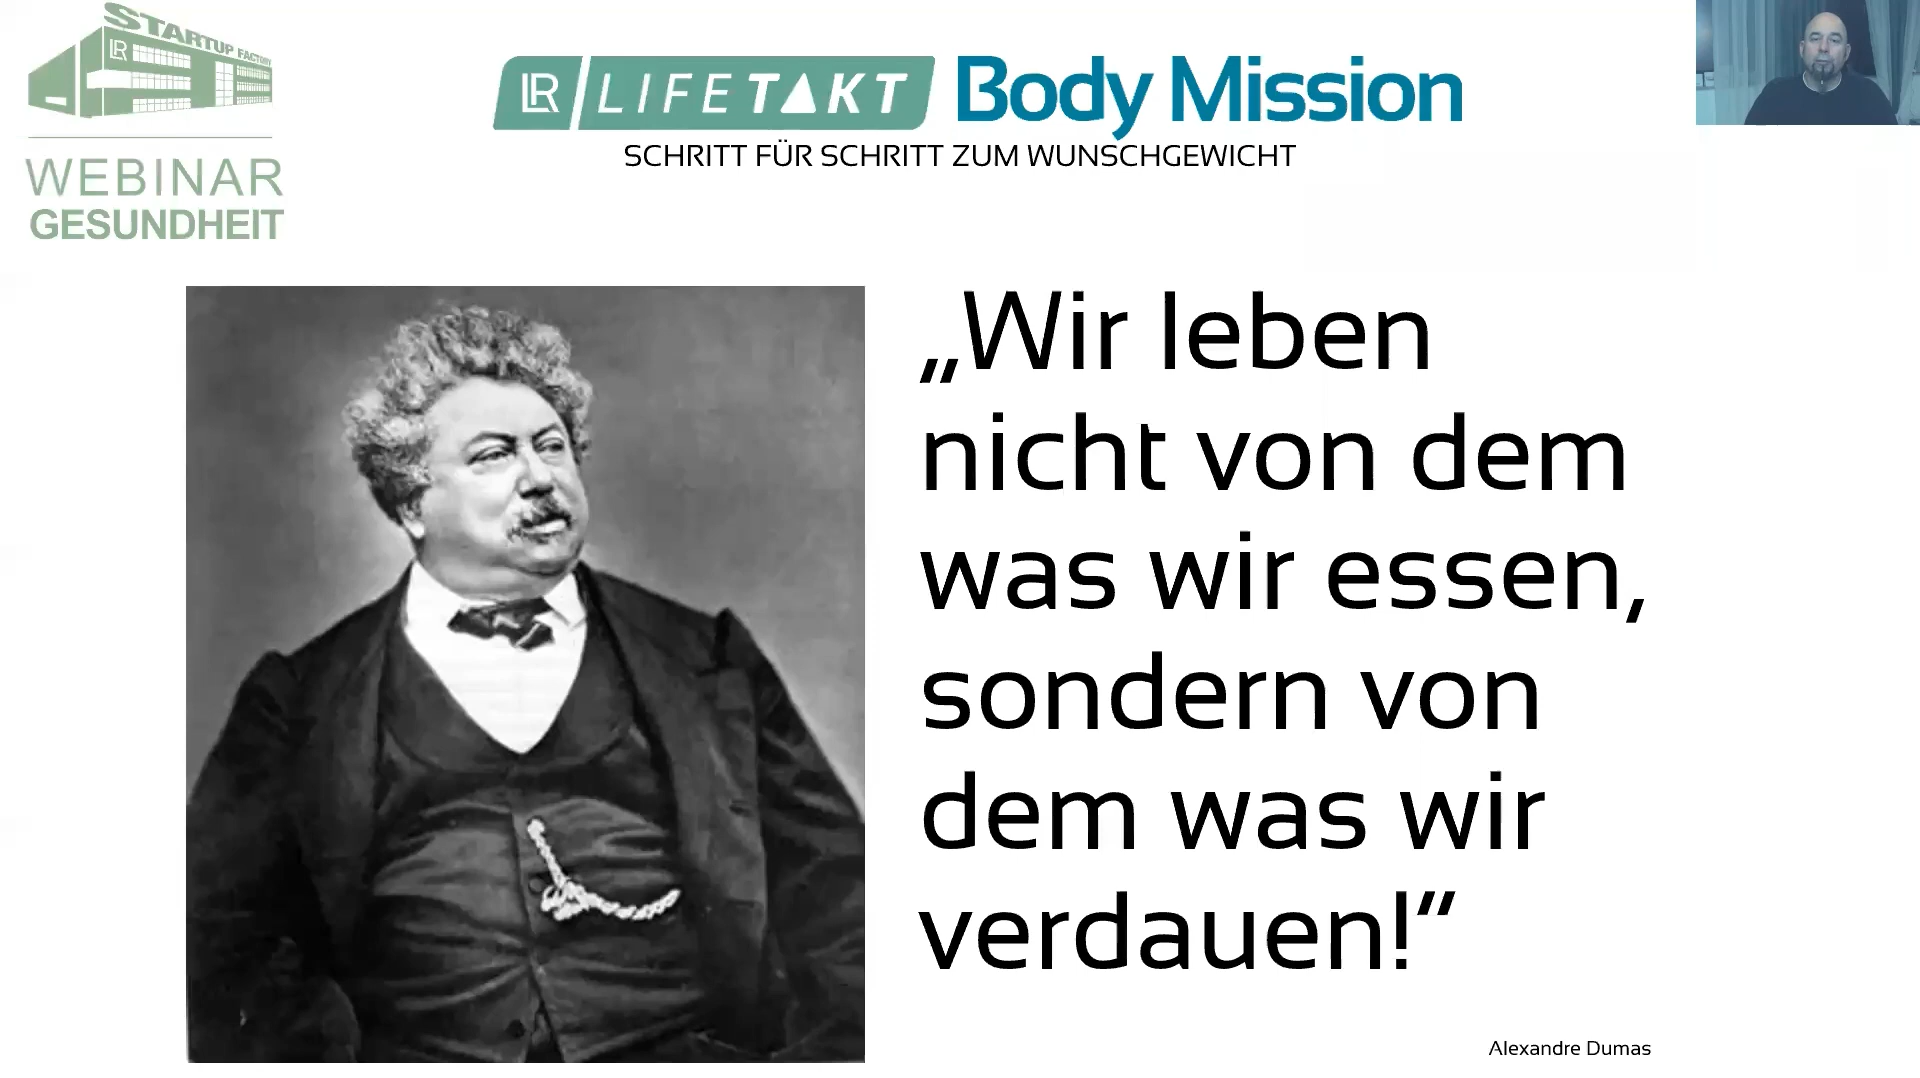 STARTUP FACTORY
LR
WEBINAR
GESUNDHEIT
LR LIFETAKT Body Mission
SCHRITT FÜR SCHRITT ZUM WUNSCHGEWICHT
„Wir leben
nicht von dem
was wir essen,
sondern von
dem was wir
verdauen!“
Alexandre Dumas